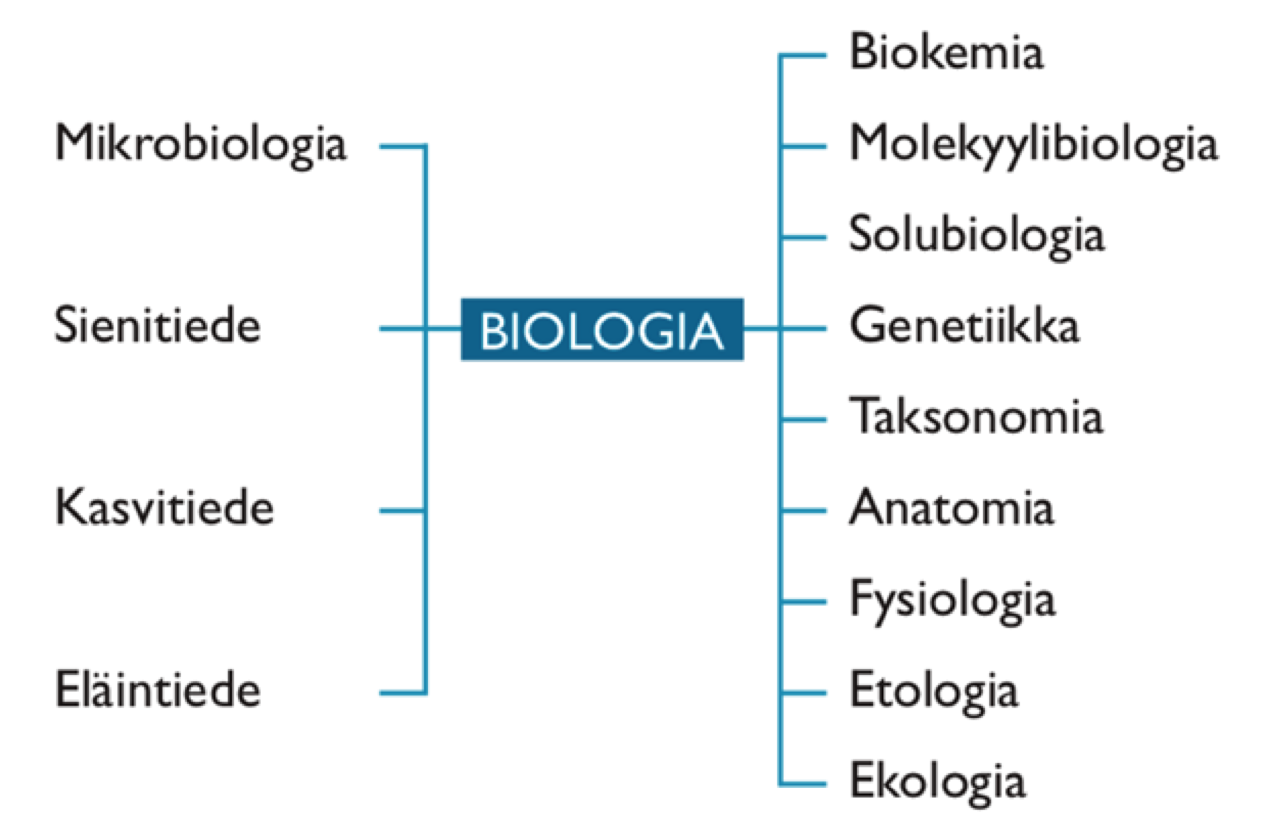 Mikrobiologia
Sienitiede
Kasvitiede
Eläintiede
BIOLOGIA
Biokemia
Molekyylibiologia
Solubiologia
Genetiikka
Taksonomia
Anatomia
Fysiologia
Etologia
Ekologia